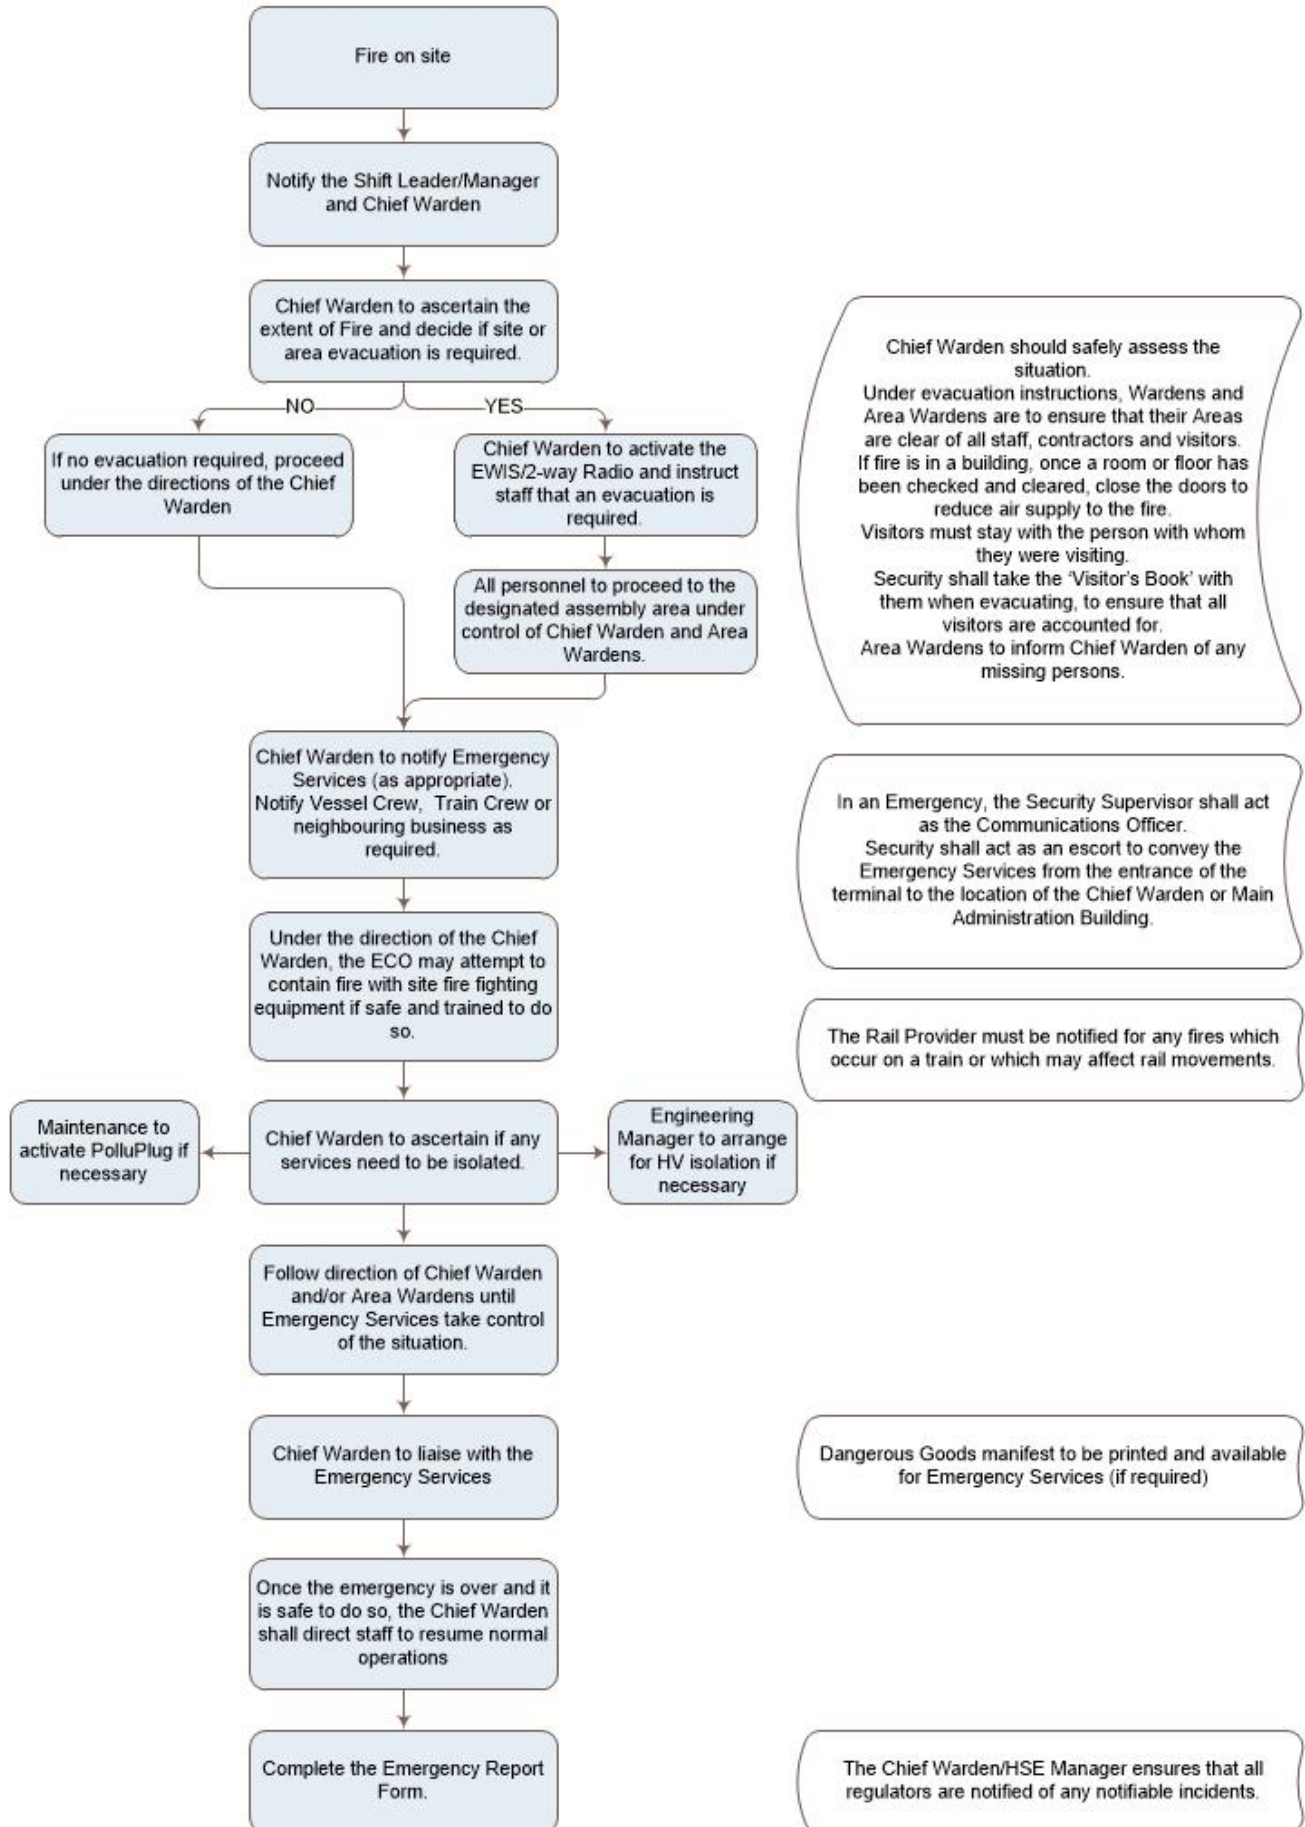 Fire on site
Notify the Shift Leader/Manager
and Chief Warden
Chief Warden to ascertain the
extent of Fire and decide if site or
area evacuation is required.
NO
YES
If no evacuation required, proceed
under the directions of the Chief
Warden
Chief Warden to activate the
EWIS/2-way Radio and instruct
staff that an evacuation is
required.
All personnel to proceed to the
designated assembly area under
control of Chief Warden and Area
Wardens.
Chief Warden should safely assess the
situation.
Under evacuation instructions, Wardens and
Area Wardens are to ensure that their Areas
are clear of all staff, contractors and visitors.
If fire is in a building, once a room or floor has
been checked and cleared, close the doors to
reduce air supply to the fire.
Visitors must stay with the person with whom
they were visiting.
Security shall take the ‘Visitor’s Book’ with
them when evacuating, to ensure that all
visitors are accounted for.
Area Wardens to inform Chief Warden of any
missing persons.
Chief Warden to notify Emergency
Services (as appropriate).
Notify Vessel Crew, Train Crew or
neighbouring business as
required.
In an Emergency, the Security Supervisor shall act
as the Communications Officer.
Security shall act as an escort to convey the
Emergency Services from the entrance of the
terminal to the location of the Chief Warden or Main
Administration Building.
Under the direction of the Chief
Warden, the ECO may attempt to
contain fire with site fire fighting
equipment if safe and trained to do
so.
The Rail Provider must be notified for any fires which
occur on a train or which may affect rail movements.
Maintenance to
activate PolluPlug if
necessary
Chief Warden to ascertain if any
services need to be isolated.
Engineering
Manager to arrange
for HV isolation if
necessary
Follow direction of Chief Warden
and/or Area Wardens until
Emergency Services take control
of the situation.
Chief Warden to liaise with the
Emergency Services
Dangerous Goods manifest to be printed and available
for Emergency Services (if required)
Once the emergency is over and it
is safe to do so, the Chief Warden
shall direct staff to resume normal
operations
Complete the Emergency Report
Form.
The Chief Warden/HSE Manager ensures that all
regulators are notified of any notifiable incidents.